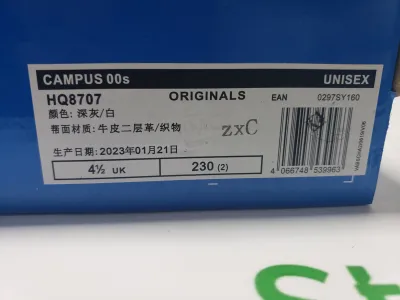 CAMPUS 00s UNISEX
HQ8707 ORIGINALS EAN 0297SY160
颜色: 深灰/白
鞋面材质: 牛皮二层革/织物 zxC
生产日期: 2023年01月21日
4½ UK 230 (2)
4 066748 539963